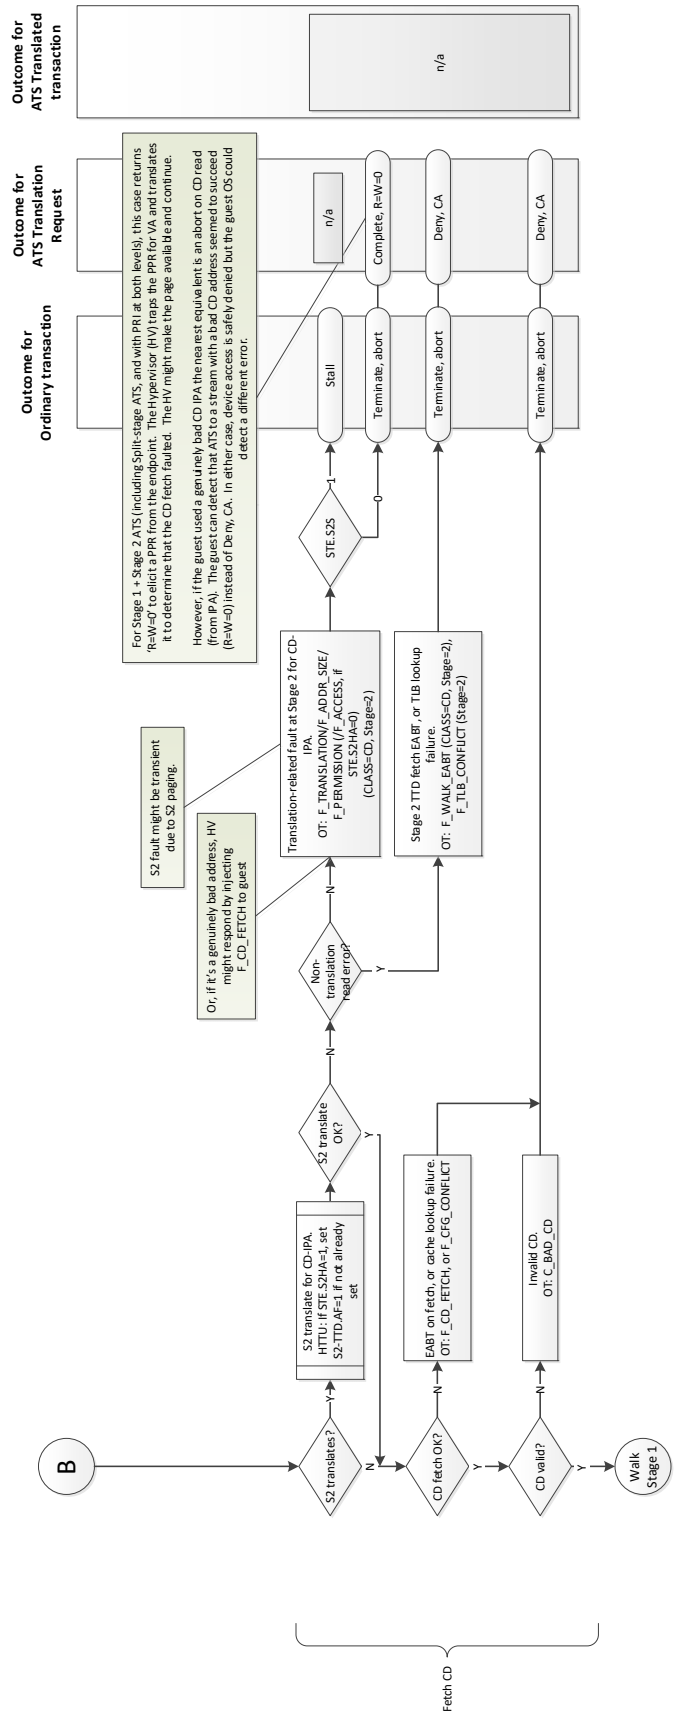 Outcome for
Ordinary transaction
Outcome for
ATS Translation
Request
Outcome for
ATS Translated
transaction
B
For Stage 1 + Stage 2 ATS (including Split-stage ATS, and with PRI at both levels), this case returns
‘R=W=0’ to elicit a PPR from the endpoint. The Hypervisor (HV) traps the PPR for VA and translates
it to determine that the CD fetch faulted. The HV might make the page available and continue.
However, if the guest used a genuinely bad CD IPA the nearest equivalent is an abort on CD read
(from IPA). The guest can detect that ATS to a stream with a bad CD address seemed to succeed
(R=W=0) instead of Deny, CA. In either case, device access is safely denied but the guest OS could
detect a different error.
S2 fault might be transient
due to S2 paging.
Or, if it's a genuinely bad address, HV
might respond by injecting
F_CD_FETCH to guest
Fetch CD
S2 translates?
Y
N
S2 translate for CD-IPA.
HTTU: If STE.S2HA=1, set
S2-TTD.AF=1 if not already
set
S2 translate
OK?
N
Y
Non-
translation
read error?
N
Y
Translation-related fault at Stage 2 for CD-
IPA.
OT: F_TRANSLATION/F_ADDR_SIZE/
F_PERMISSION (/F_ACCESS, if
STE.S2HA=0)
(CLASS=CD, Stage=2)
STE.S2S
1
0
Stall
n/a
n/a
Terminate, abort
Complete, R=W=0
Stage 2 TTD fetch EABT, or TLB lookup
failure.
OT: F_WALK_EABT (CLASS=CD, Stage=2),
F_TLB_CONFLICT (Stage=2)
Terminate, abort
Deny, CA
CD fetch OK?
N
Y
EABT on fetch, or cache lookup failure.
OT: F_CD_FETCH, or F_CFG_CONFLICT
CD valid?
N
Y
Invalid CD.
OT: C_BAD_CD
Terminate, abort
Deny, CA
Walk
Stage 1